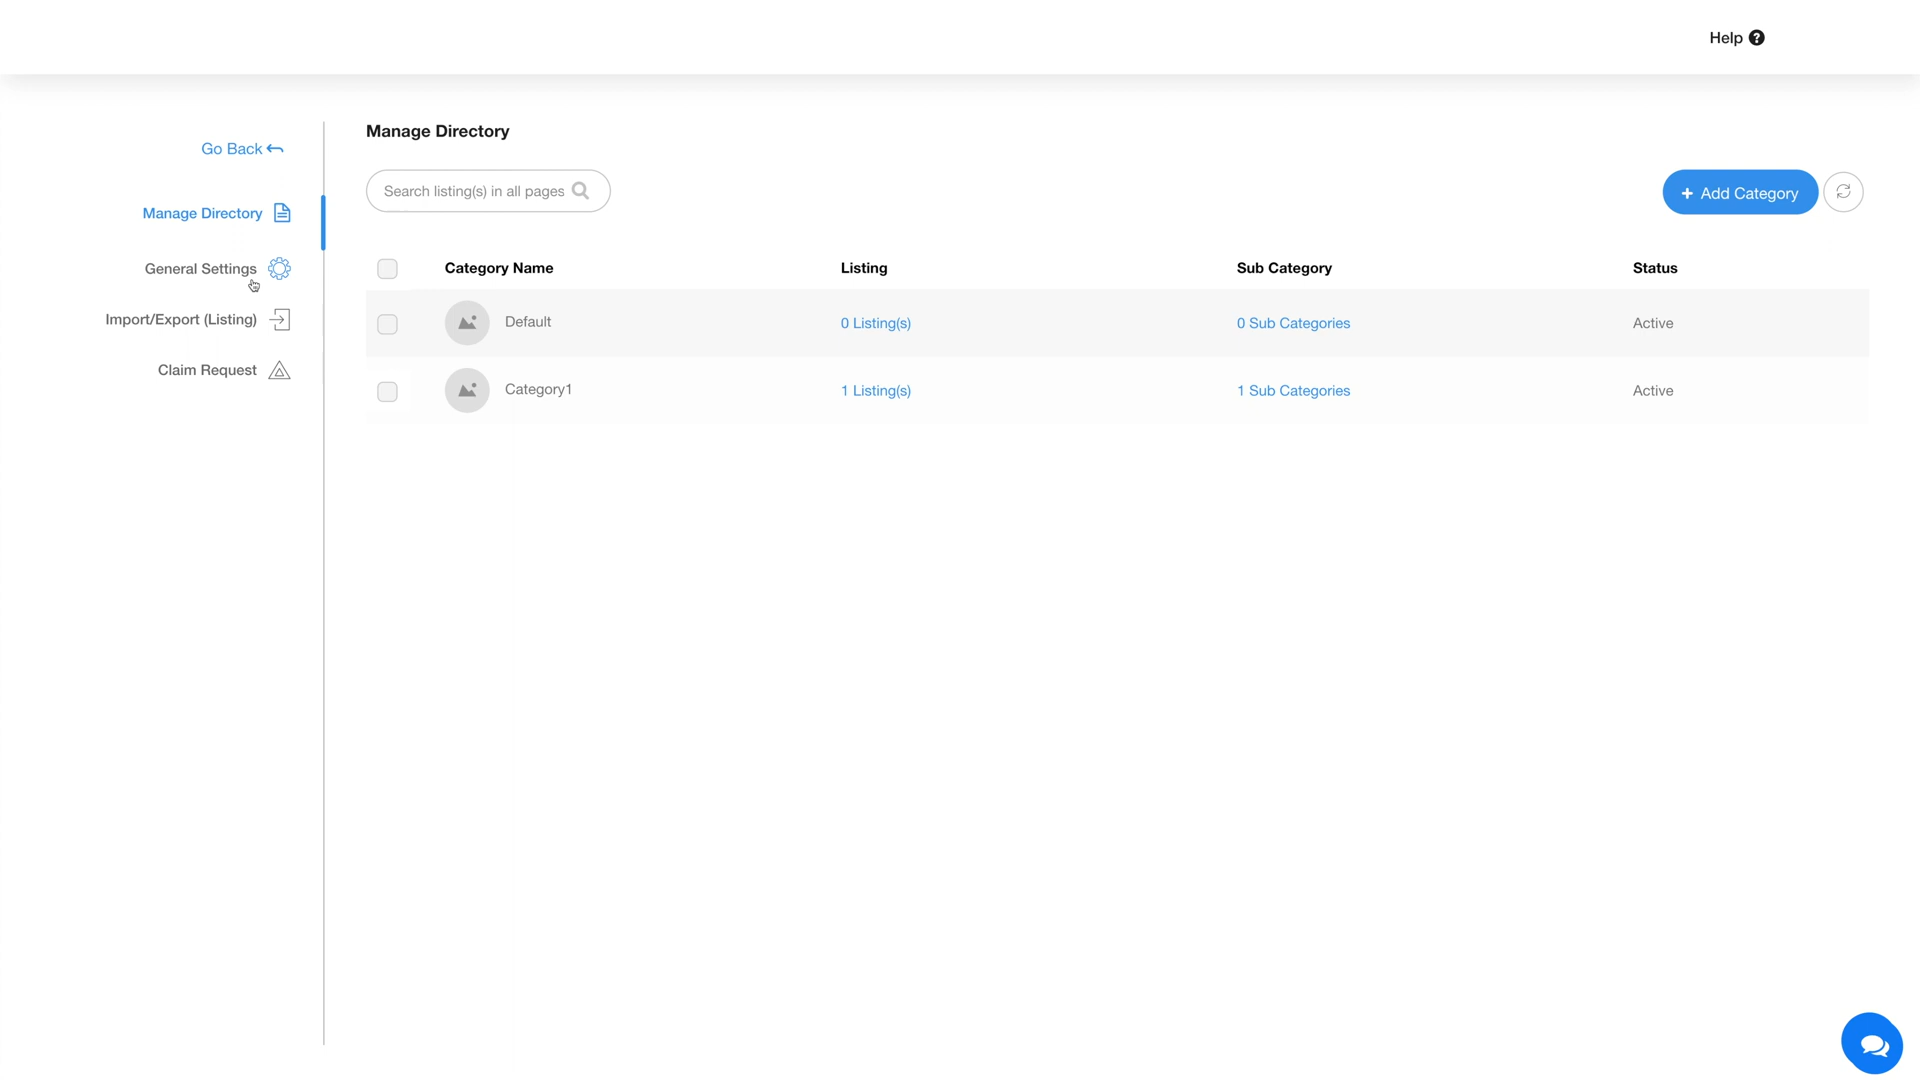 Help
Go Back
Manage Directory
General Settings
Import/Export (Listing)
Claim Request
Manage Directory
Search listing(s) in all pages
+ Add Category
Category Name Listing Sub Category Status
Default 0 Listing(s) 0 Sub Categories Active
Category1 1 Listing(s) 1 Sub Categories Active